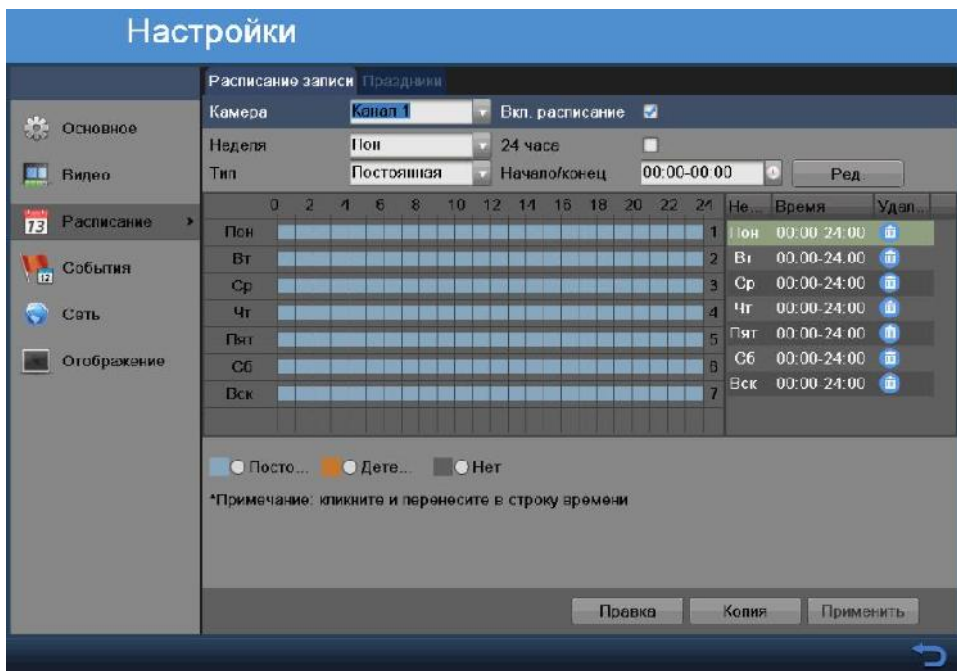 Настройки
Расписание записи Праздники
Камера Канал 1 Вкл. расписание
Неделя Пон 24 часа
Тип Постоянная Начало/конец 00:00-00:00 Ред.
Основное
Видео
13 Расписание
12 События
Сеть
Отображение
0 2 4 6 8 10 12 14 16 18 20 22 24 Не... Время Удал...
Пон 1 Пон 00:00-24:00
Вт 2 Вт 00:00-24:00
Ср 3 Ср 00:00-24:00
Чт 4 Чт 00:00-24:00
Пят 5 Пят 00:00-24:00
Сб 6 Сб 00:00-24:00
Вск 7 Вск 00:00-24:00
Посто... Дете... Нет
*Примечание: кликните и перенесите в строку времени
Правка Копия Применить